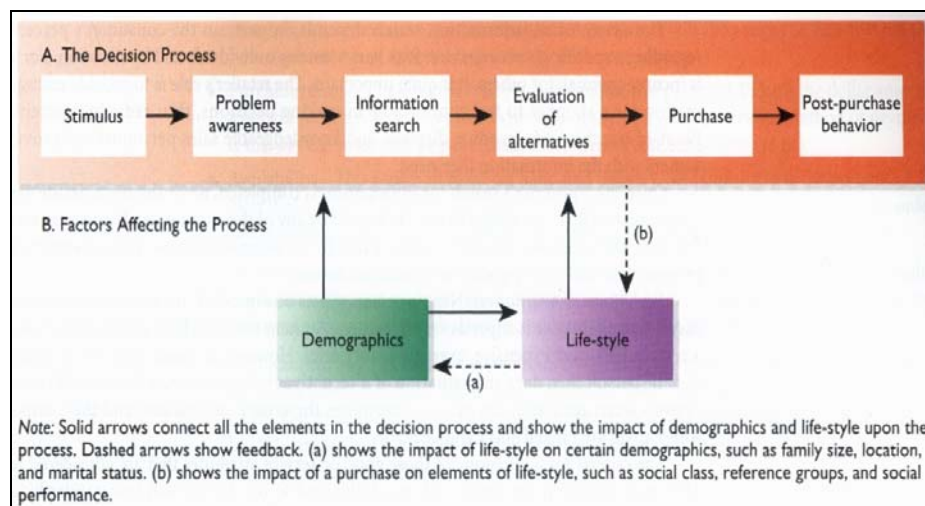 A. The Decision Process
Stimulus
Problem
awareness
Information
search
Evaluation
of
alternatives
Purchase
Post-purchase
behavior
B. Factors Affecting the Process
(b)
Demographics
Life-style
(a)
Note: Solid arrows connect all the elements in the decision process and show the impact of demographics and life-style upon the
process. Dashed arrows show feedback. (a) shows the impact of life-style on certain demographics, such as family size, location,
and marital status. (b) shows the impact of a purchase on elements of life-style, such as social class, reference groups, and social
performance.